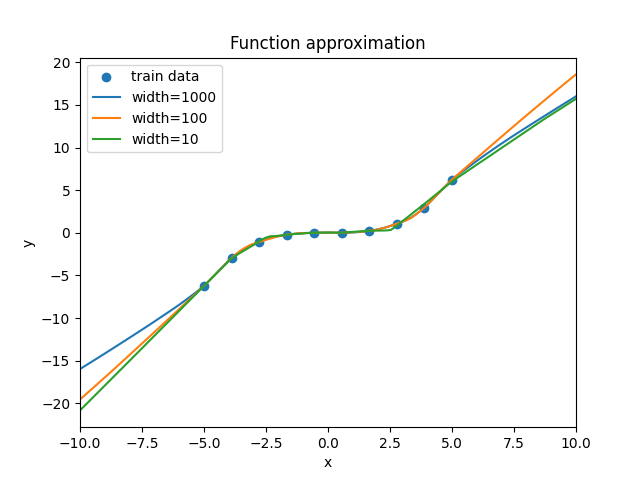 Function approximation
train data
width=1000
width=100
width=10
20
15
10
5
0
−5
−10
−15
−20
y
−10.0 −7.5 −5.0 −2.5 0.0 2.5 5.0 7.5 10.0
x